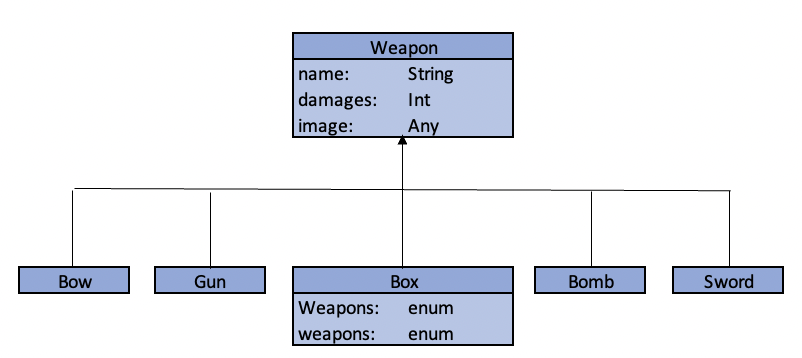 Weapon
name: String
damages: Int
image: Any
Bow Gun Box Bomb Sword
Weapons: enum
weapons: enum